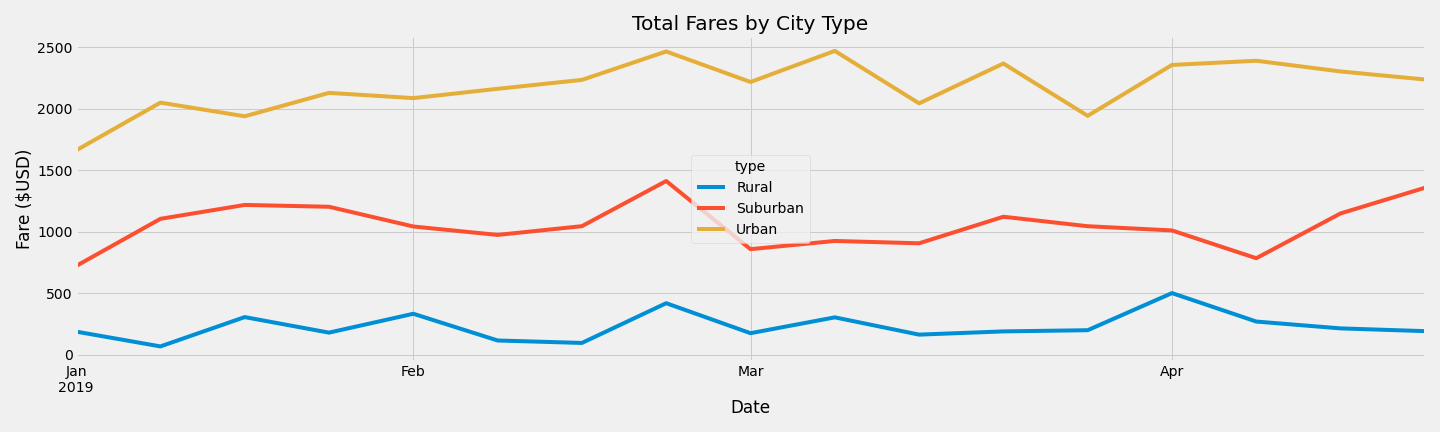 Total Fares by City Type
Fare ($USD)
2500
2000
1500
1000
500
0
type
Rural
Suburban
Urban
Jan
2019
Feb
Mar
Apr
Date